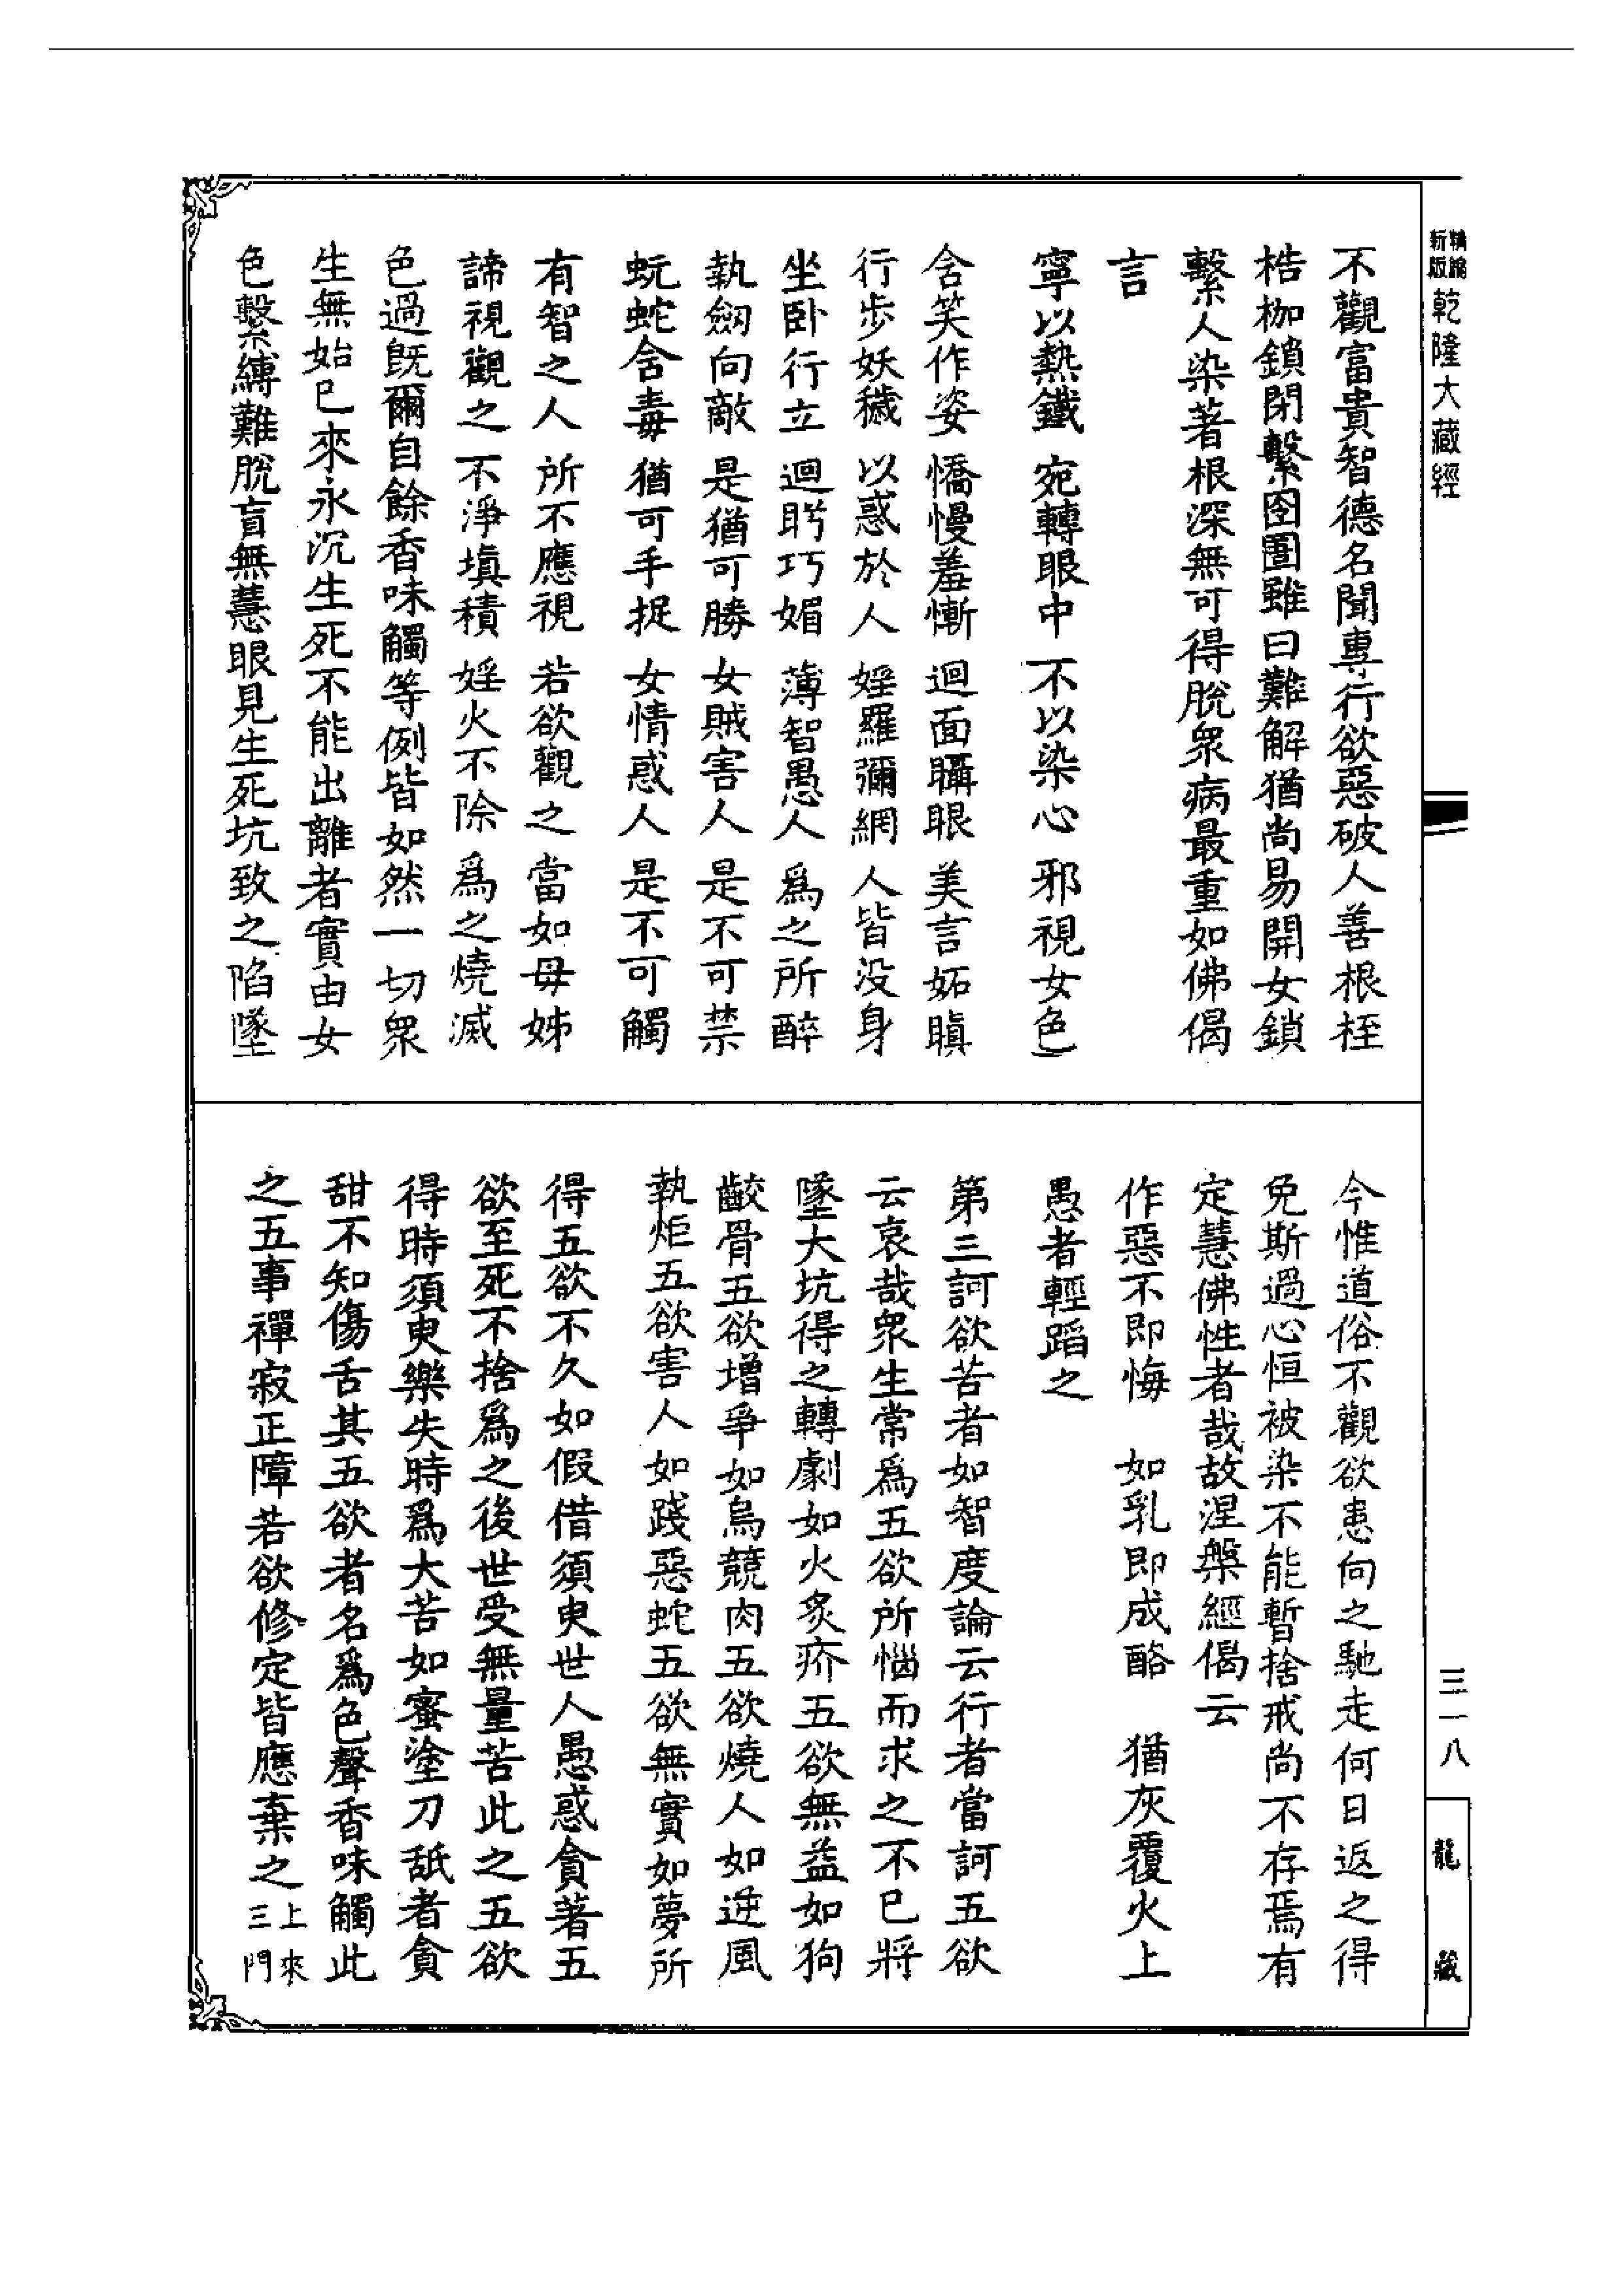 新編
新版
乾隆大藏經
不觀富貴智德名聞專行欲惡破人善根桎
梏枷鎖閉繫囹圄雖曰難解猶尚易開女鎖
繫人染著根深無可得脫眾病最重如佛偈
言
寧以熱鐵 宛轉眼中 不以染心 邪視女色
含笑作姿 憍慢羞慚 迴面攝眼 美言妬瞋
行步妖穢 以惑於人 婬羅彌網 人皆没身
坐卧行立 迴眄巧媚 薄智愚人 為之所醉
執劒向敵 是猶可勝 女賊害人 是不可禁
蚖蛇含毒 猶可手捉 女情惑人 是不可觸
有智之人 所不應視 若欲觀之 當如母姊
諦視觀之 不淨塡積 婬火不除 為之燒滅
色過旣爾自餘香味觸等例皆如然一切眾
生無始已來永沉生死不能出離者實由女
色繫縛難脫盲無慧眼見生死坑致之陷墜
今惟道俗不觀欲患向之馳走何日返之得
免斯過心恒被染不能暫捨戒尚不存焉有
定慧佛性者哉故涅槃經偈云
作惡不即悔 如乳即成酪 猶灰覆火上
愚者輕蹈之
第三訶欲苦者如智度論云行者當訶五欲
云哀哉眾生常為五欲所惱而求之不已將
墜大坑得之轉劇如火炙疥五欲無益如狗
齩骨五欲增爭如烏競肉五欲燒人如逆風
執炬五欲害人如踐惡蛇五欲無實如夢所
得五欲不久如假借須臾世人愚惑貪著五
欲至死不捨為之後世受無量苦此之五欲
得時須臾樂失時為大苦如蜜塗刀舐者貪
甜不知傷舌其五欲者名為色聲香味觸此
之五事禪寂正障若欲修定皆應棄之上來
三門
三一八
龍藏